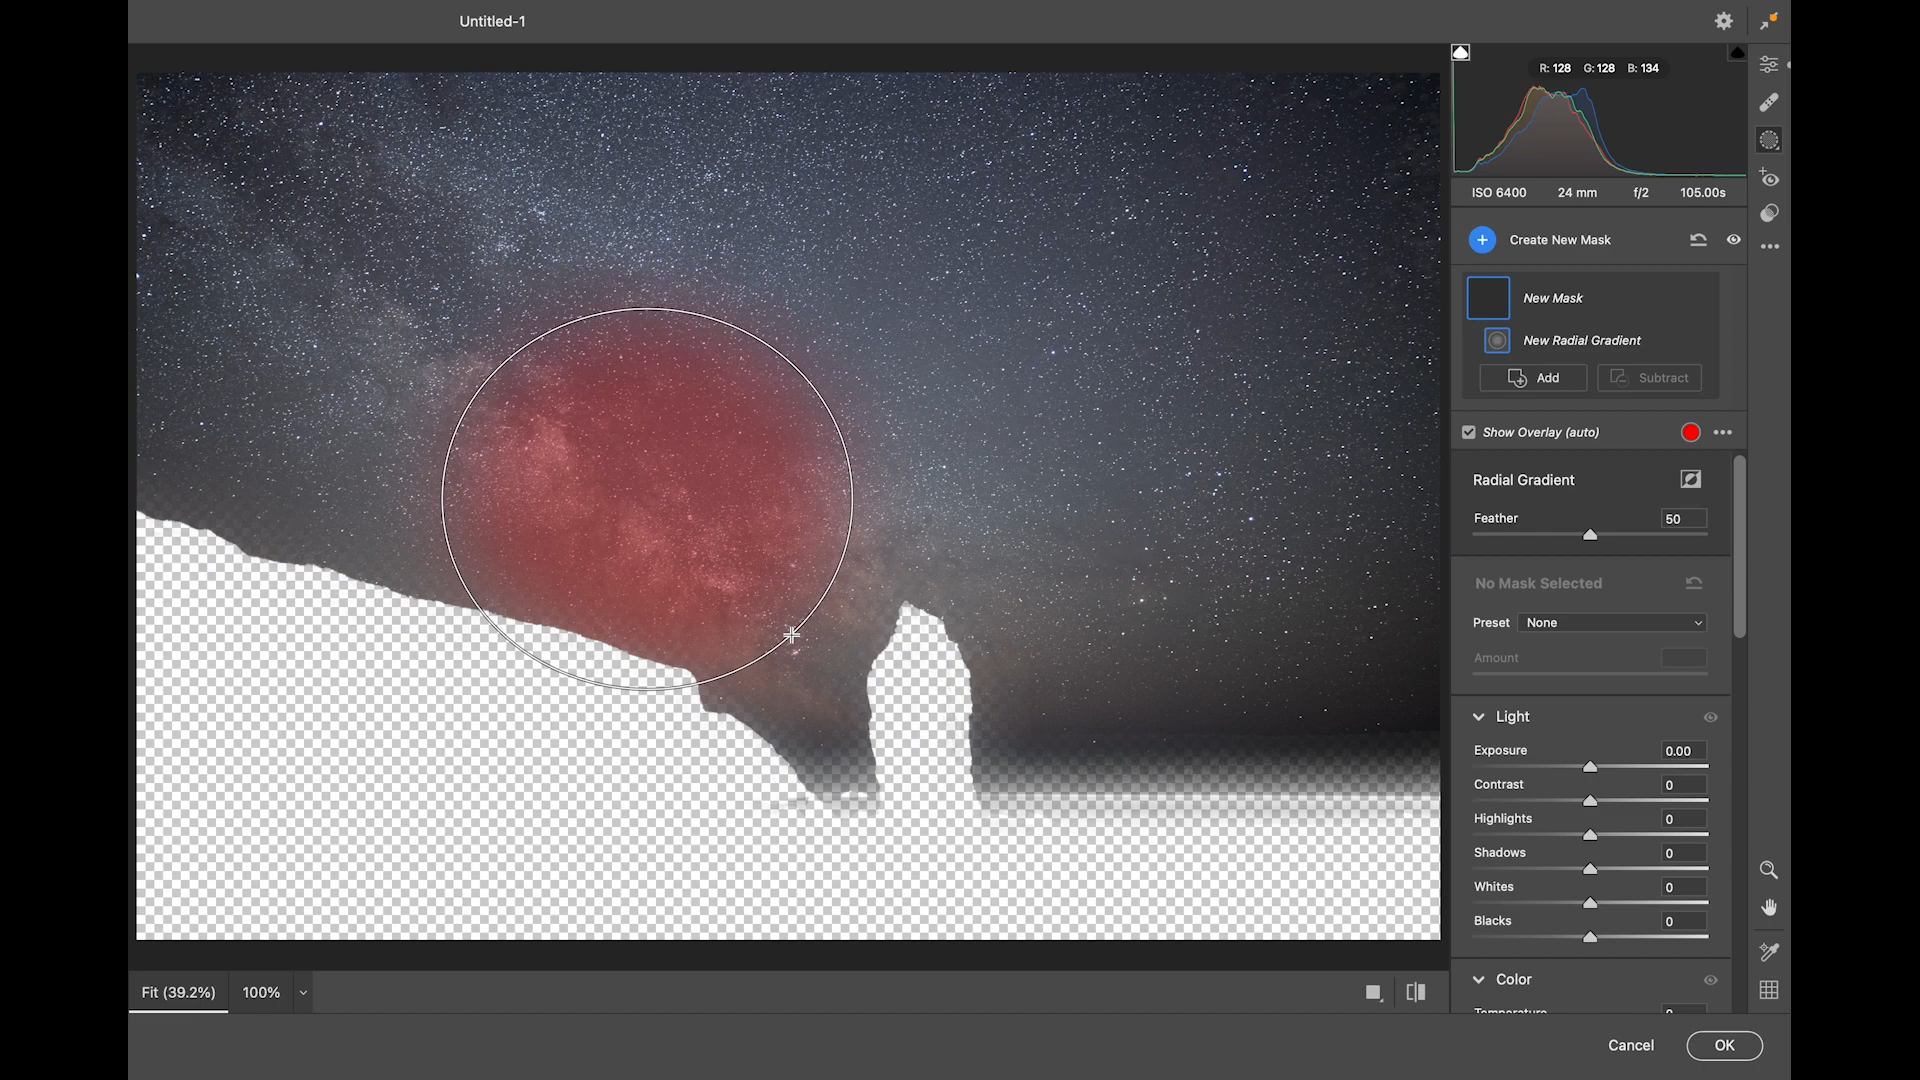 Untitled-1
R: 128 G: 128 B: 134
ISO 6400 24 mm f/2 105.00s
Create New Mask
New Mask
New Radial Gradient
Add Subtract
Show Overlay (auto)
Radial Gradient
Feather 50
No Mask Selected
Preset None
Amount
Light
Exposure 0.00
Contrast 0
Highlights 0
Shadows 0
Whites 0
Blacks 0
Color
Temperature 0
Fit (39.2%) 100%
Cancel OK